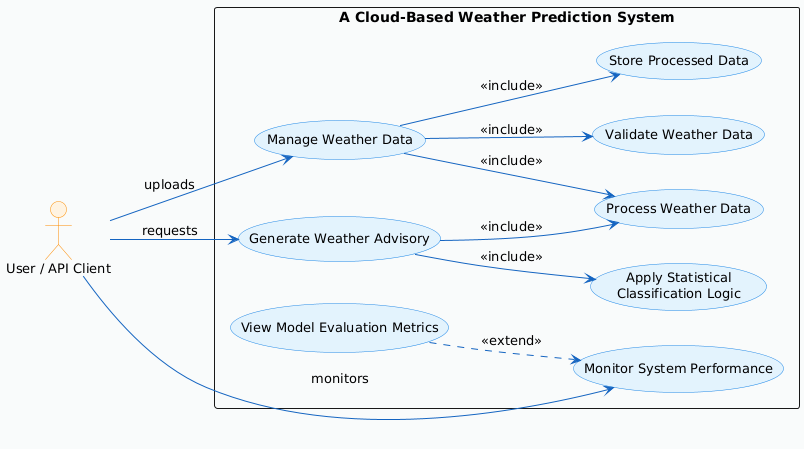 A Cloud-Based Weather Prediction System
Store Processed Data
«include»
Manage Weather Data
«include»
Validate Weather Data
«include»
uploads
Process Weather Data
requests
«include»
Generate Weather Advisory
«include»
User / API Client
Apply Statistical
Classification Logic
View Model Evaluation Metrics
«extend»
Monitor System Performance
monitors